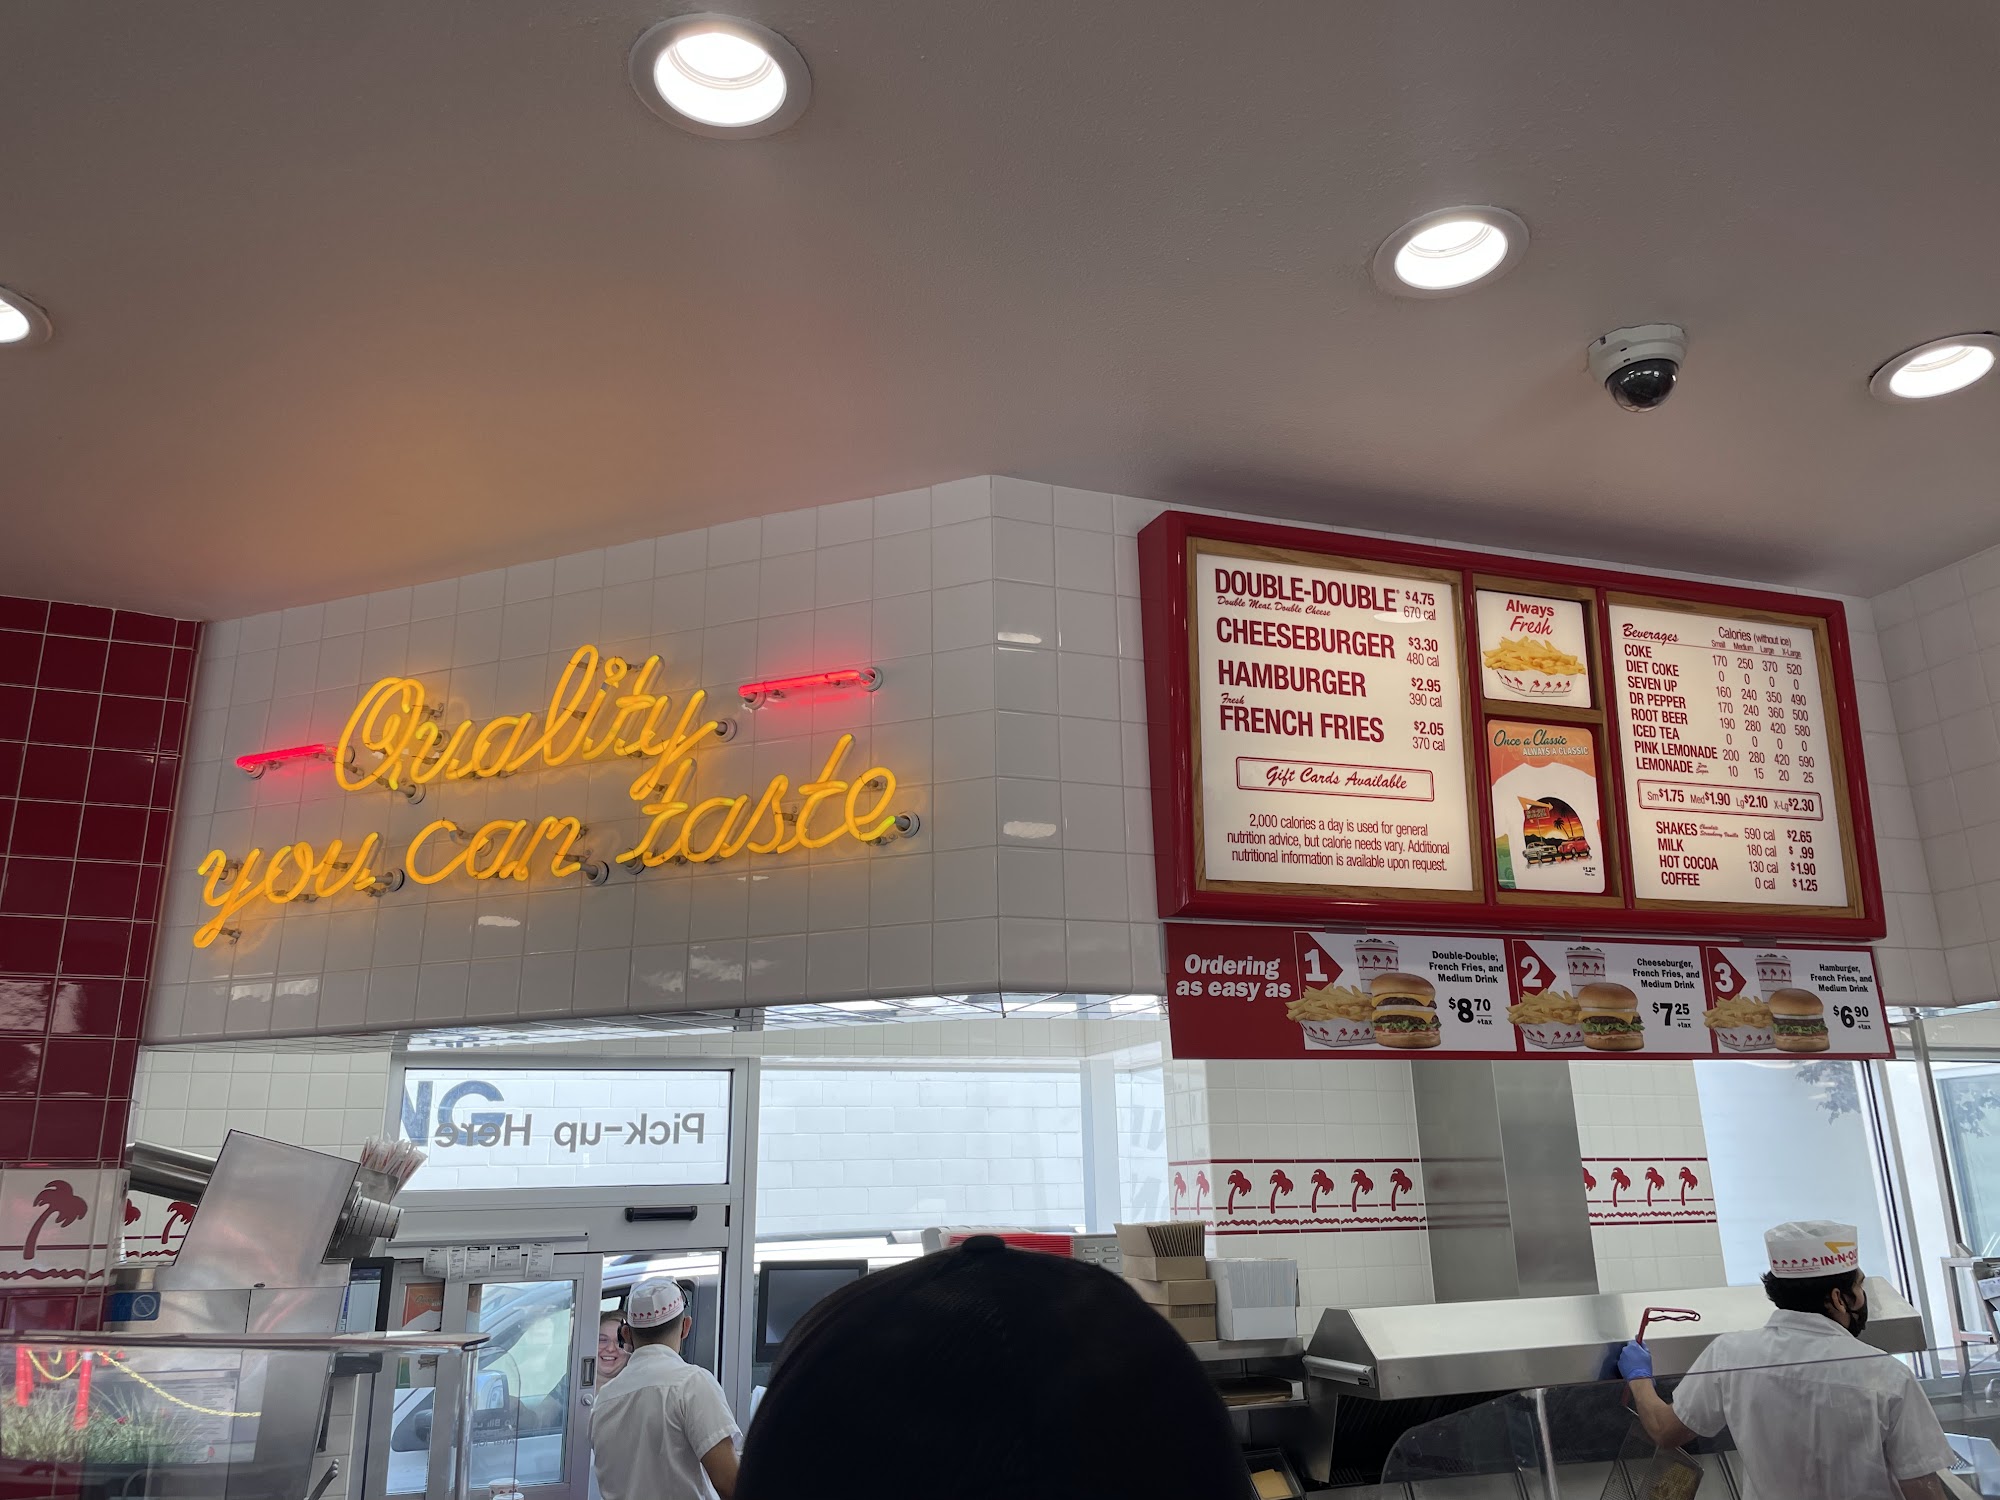 Quality
you can taste
DOUBLE-DOUBLE® $4.75
Double Meat, Double Cheese 670 cal
CHEESEBURGER $3.30
480 cal
HAMBURGER $2.95
390 cal
Fresh
FRENCH FRIES $2.05
370 cal
Gift Cards Available
2,000 calories a day is used for general
nutrition advice, but calorie needs vary. Additional
nutritional information is available upon request.
Always
Fresh
Once a Classic
ALWAYS A CLASSIC
Beverages Calories (without ice)
Small Medium Large X-Large
COKE 170 250 370 520
DIET COKE 0 0 0 0
SEVEN UP 160 240 350 490
DR PEPPER 170 240 360 500
ROOT BEER 190 280 420 580
ICED TEA 0 0 0 0
PINK LEMONADE 200 280 420 590
LEMONADE 10 15 20 25
Sm$1.75 Med$1.90 Lg$2.10 X-Lg$2.30
SHAKES Chocolate Strawberry Vanilla 590 cal $2.65
MILK 180 cal $ .99
HOT COCOA 130 cal $1.90
COFFEE 0 cal $1.25
Ordering
as easy as
1
Double-Double,
French Fries, and
Medium Drink
$8.70
+tax
2
Cheeseburger,
French Fries, and
Medium Drink
$7.25
+tax
3
Hamburger,
French Fries, and
Medium Drink
$6.90
+tax
Pick-up Here
NG
IN-N-OU